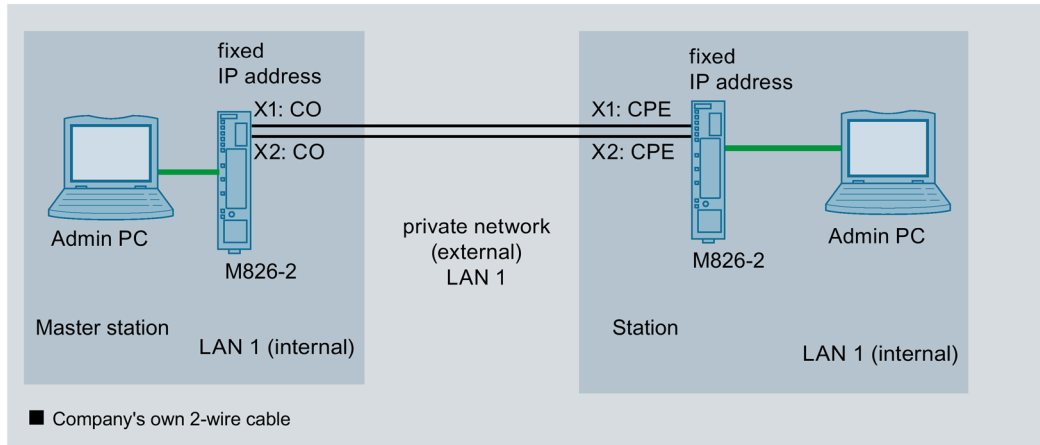 fixed
IP address
X1: CO
X2: CO
Admin PC
M826-2
Master station
LAN 1 (internal)
private network
(external)
LAN 1
fixed
IP address
X1: CPE
X2: CPE
Admin PC
M826-2
Station
LAN 1 (internal)
Company's own 2-wire cable